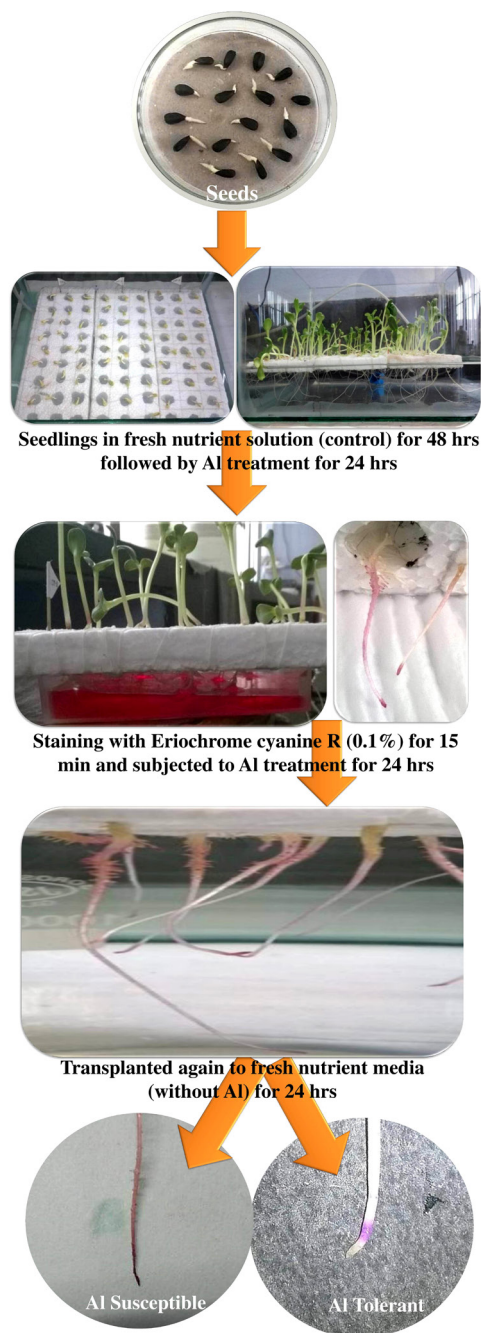 Seeds
Seedlings in fresh nutrient solution (control) for 48 hrs
followed by Al treatment for 24 hrs
Staining with Eriochrome cyanine R (0.1%) for 15
min and subjected to Al treatment for 24 hrs
Transplanted again to fresh nutrient media
(without Al) for 24 hrs
Al Susceptible
Al Tolerant